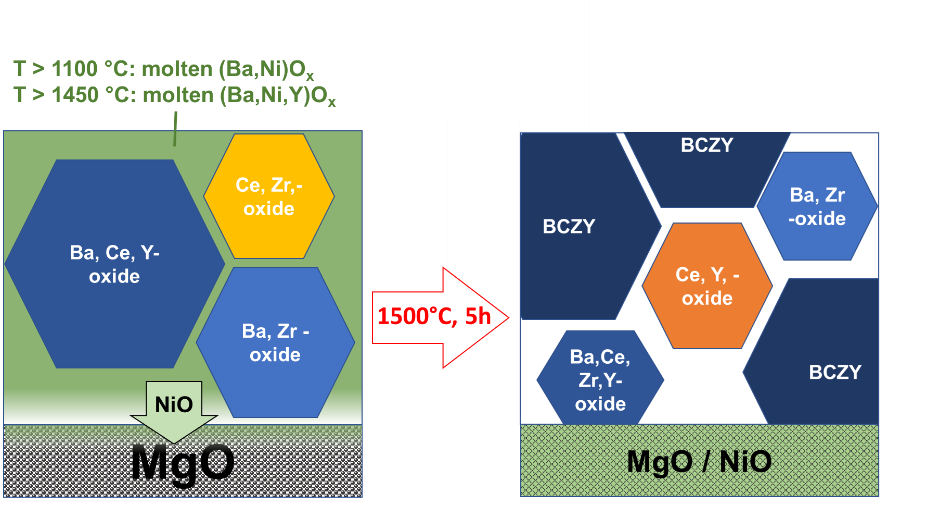 T > 1100 °C: molten (Ba,Ni)Oₓ
T > 1450 °C: molten (Ba,Ni,Y)Oₓ
Ce, Zr,-
oxide
Ba, Ce, Y-
oxide
Ba, Zr -
oxide
NiO
MgO
1500°C, 5h
BCZY
Ba, Zr
-oxide
BCZY
Ce, Y, -
oxide
Ba,Ce,
Zr,Y-
oxide
BCZY
MgO / NiO